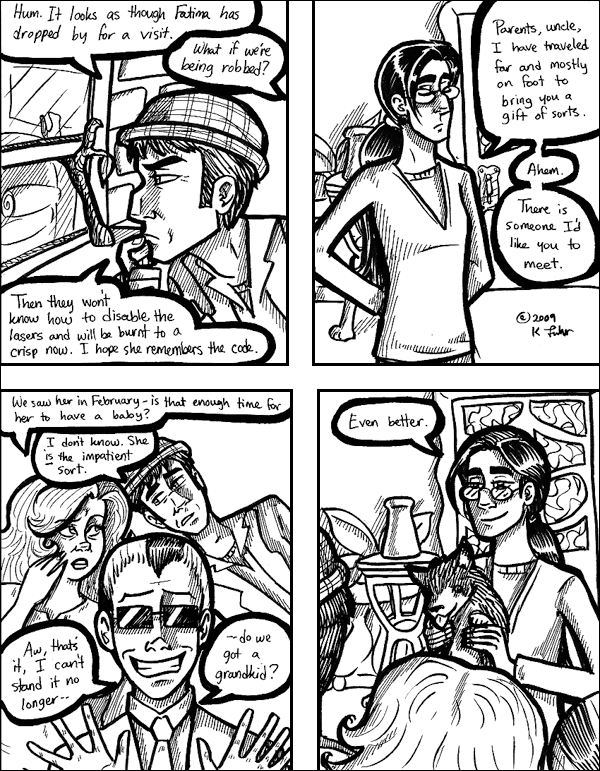 Hum. It looks as though Fatima has
dropped by for a visit.
What if we're
being robbed?
Then they won't
know how to disable the
lasers and will be burnt to a
crisp now. I hope she remembers the code.
Parents, uncle,
I have traveled
far and mostly
on foot to
bring you a
gift of sorts.
Ahem.
There is
someone I'd
like you to
meet.
©2009
K
We saw her in February - is that enough time for
her to have a baby?
I don't know. She
is the impatient
sort.
Aw, thats
it, I can't
stand it no
longer--
--do we
got a
grandkid?
Even better.